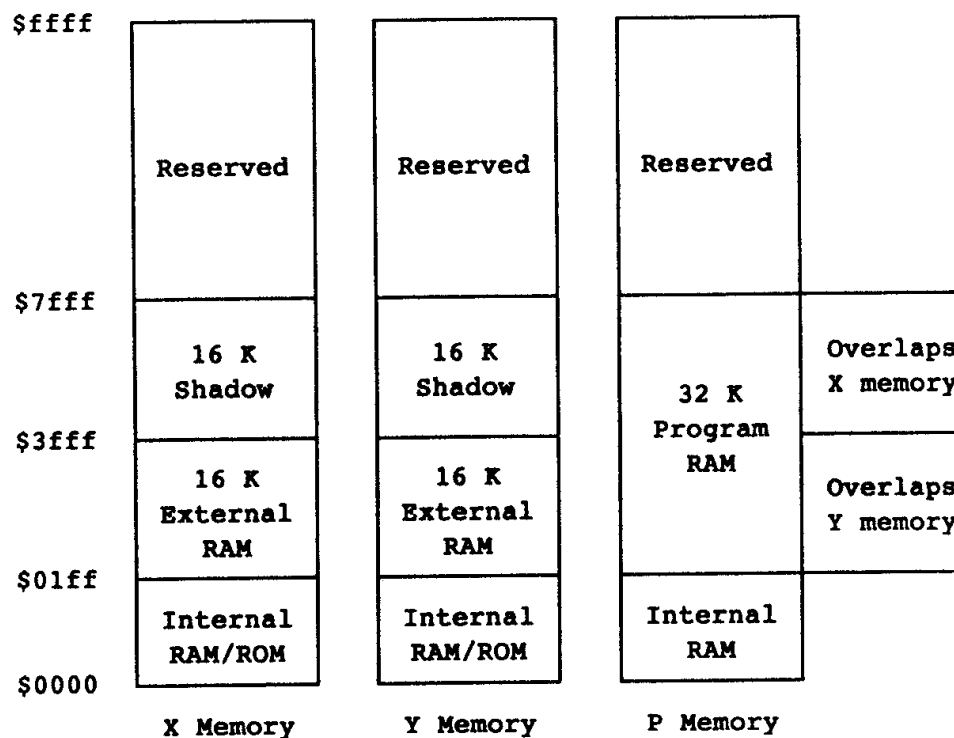 $ffff
Reserved
Reserved
Reserved
$7fff
16 K
Shadow
16 K
Shadow
32 K
Program
RAM
Overlaps
X memory
$3fff
16 K
External
RAM
16 K
External
RAM
Overlaps
Y memory
$01ff
Internal
RAM/ROM
Internal
RAM/ROM
Internal
RAM
$0000
X Memory
Y Memory
P Memory